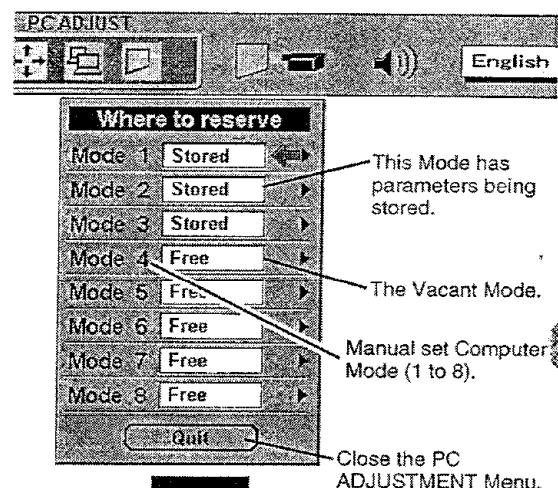 PC ADJUST
English
Where to reserve
Mode 1 Stored
Mode 2 Stored
Mode 3 Stored
Mode 4 Free
Mode 5 Free
Mode 6 Free
Mode 7 Free
Mode 8 Free
Quit
This Mode has
parameters being
stored.
The Vacant Mode.
Manual set Computer
Mode (1 to 8).
Close the PC
ADJUSTMENT Menu.